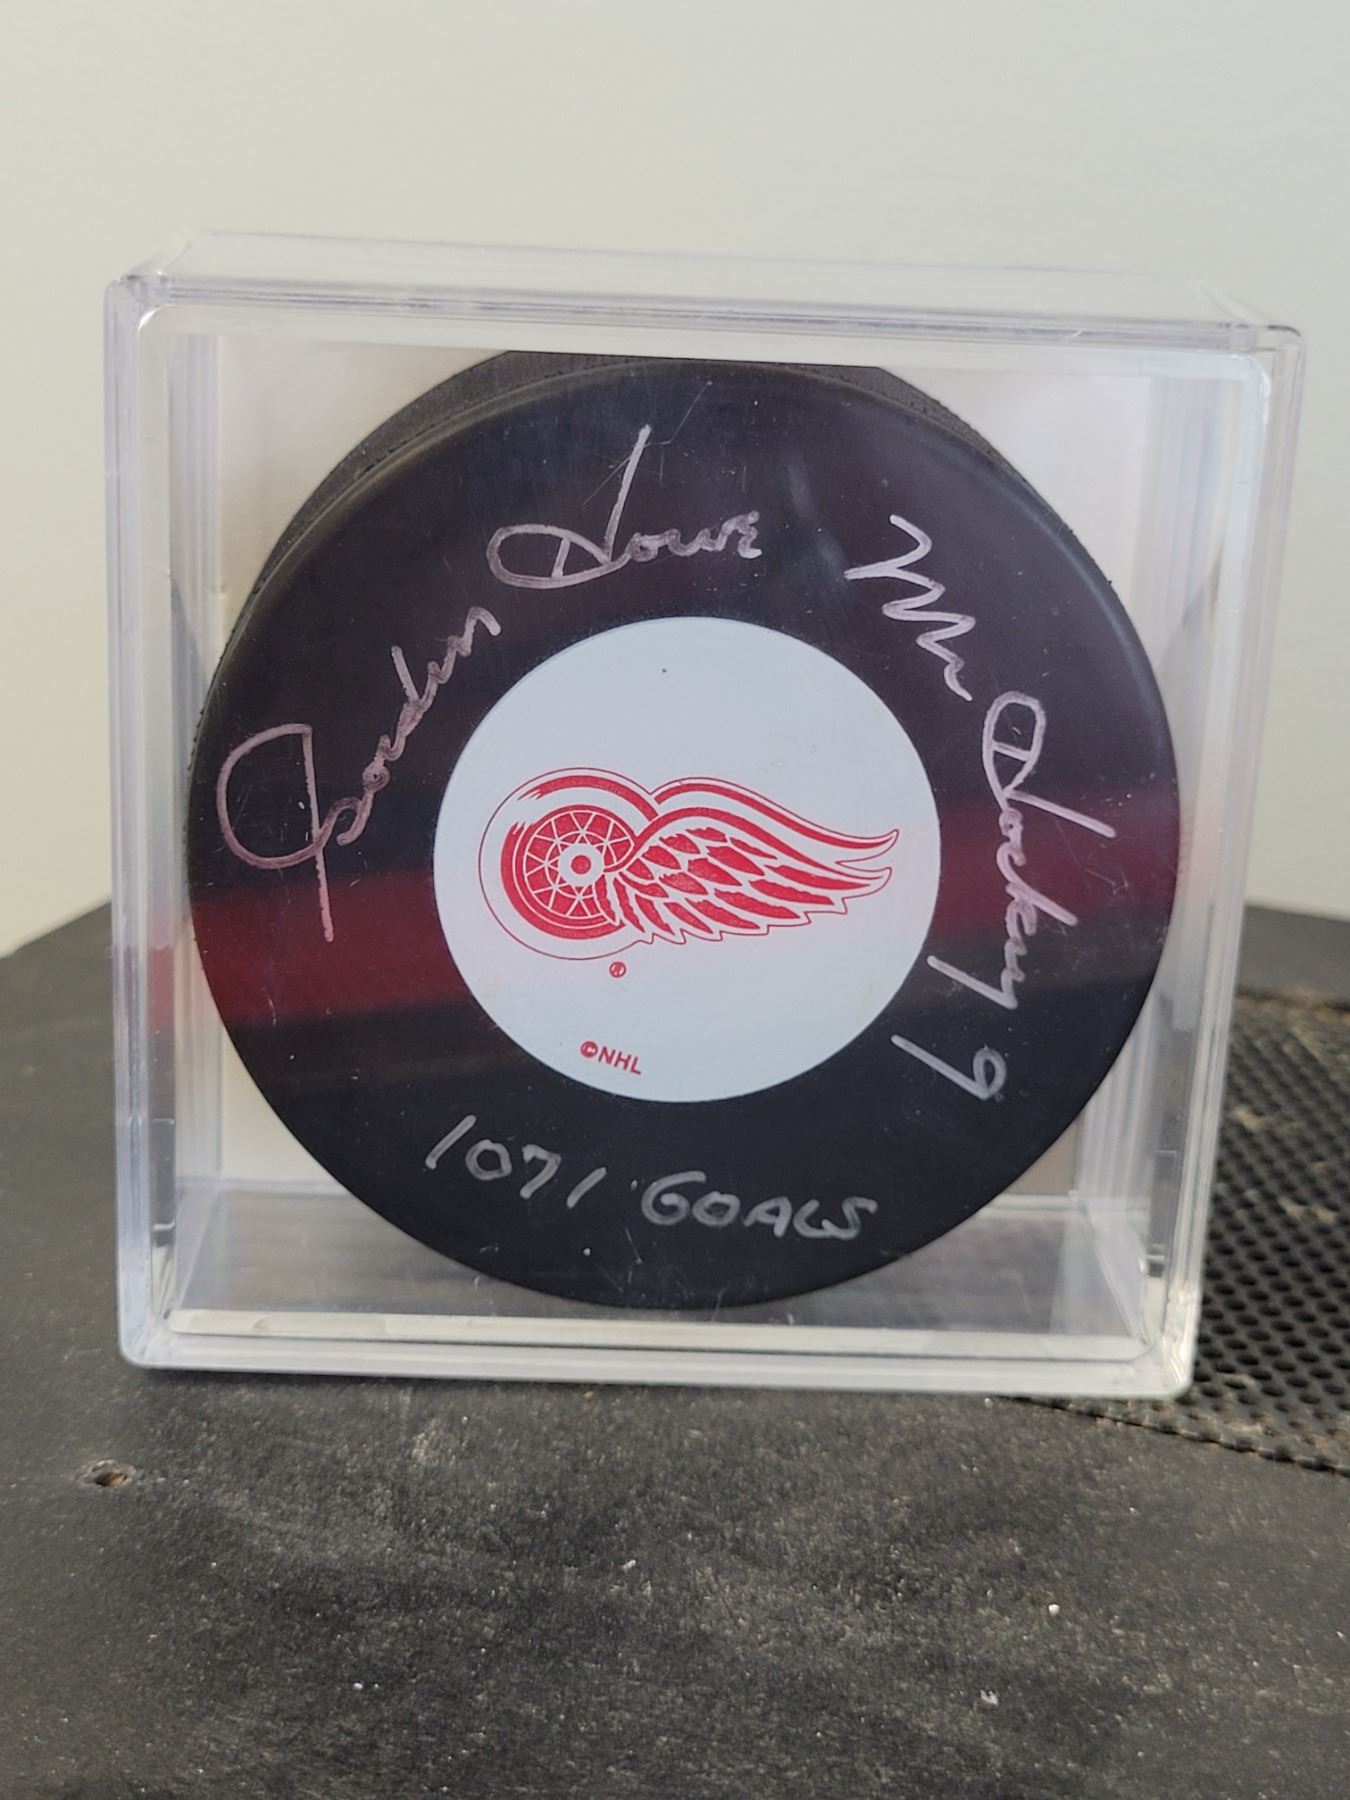 Gordie Howe
Mr Hockey 9
®
©NHL
1071 GOALS